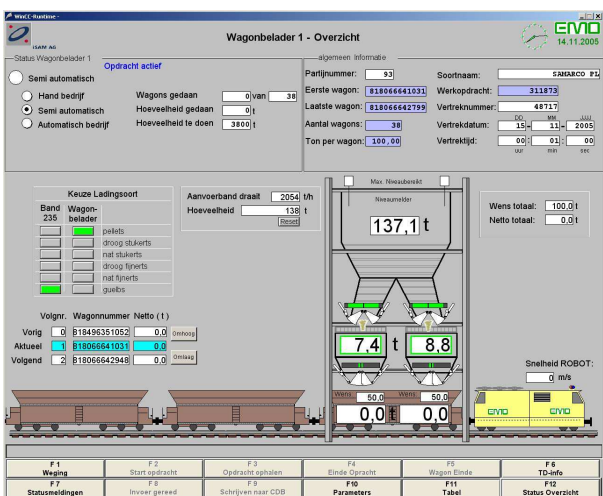 WinCC-Runtime -
iSAM AG
Wagonbelader 1 - Overzicht
EMO
14.11.2005
Status Wagonbelader 1
Opdracht actief
Semi automatisch
Hand bedrijf
Semi automatisch
Automatisch bedrijf
Wagons gedaan 0 van 38
Hoeveelheid gedaan 0 t
Hoeveelheid te doen 3800 t
algemeen Informatie
Partijnummer: 93
Eerste wagon: 818066641031
Laatste wagon: 818066642799
Aantal wagons: 38
Ton per wagon: 100,00
Soortnaam: SAMARCO PL
Werkopdracht: 311873
Vertreknummer: 48717
DD MM JJJJ
Vertrekdatum: 15 - 11 - 2005
Vertrektijd: 00 : 01 : 00
uur min sec
Keuze Ladingsoort
Band 235
Wagon-belader
pellets
droog stukerts
nat stukerts
droog fijnerts
nat fijnerts
guelbs
Aanvoerband draait 2054 t/h
Hoeveelheid 138 t
Reset
Max. Niveaubereikt
Niveaumelder
137,1 t
Wens totaal: 100,0 t
Netto totaal: 0,0 t
Volgnr. Wagonnummer Netto ( t )
Vorig 0 818496351052 0,0 Omhoog
Aktueel 1 818066641031 0,0
Volgend 2 818066642948 0,0 Omlaag
7,4 t 8,8
Wens: 50,0 Wens: 50,0
0,0 t 0,0
Snelheid ROBOT:
0 m/s
EMO EMO
F 1 Weging
F 2 Start opdracht
F 3 Opdracht ophalen
F4 Einde Opracht
F5 Wagon Einde
F 6 TD-info
F 7 Statusmeldingen
F 8 Invoer gereed
F 9 Schrijven naar CDB
F10 Parameters
F11 Tabel
F12 Status Overzicht